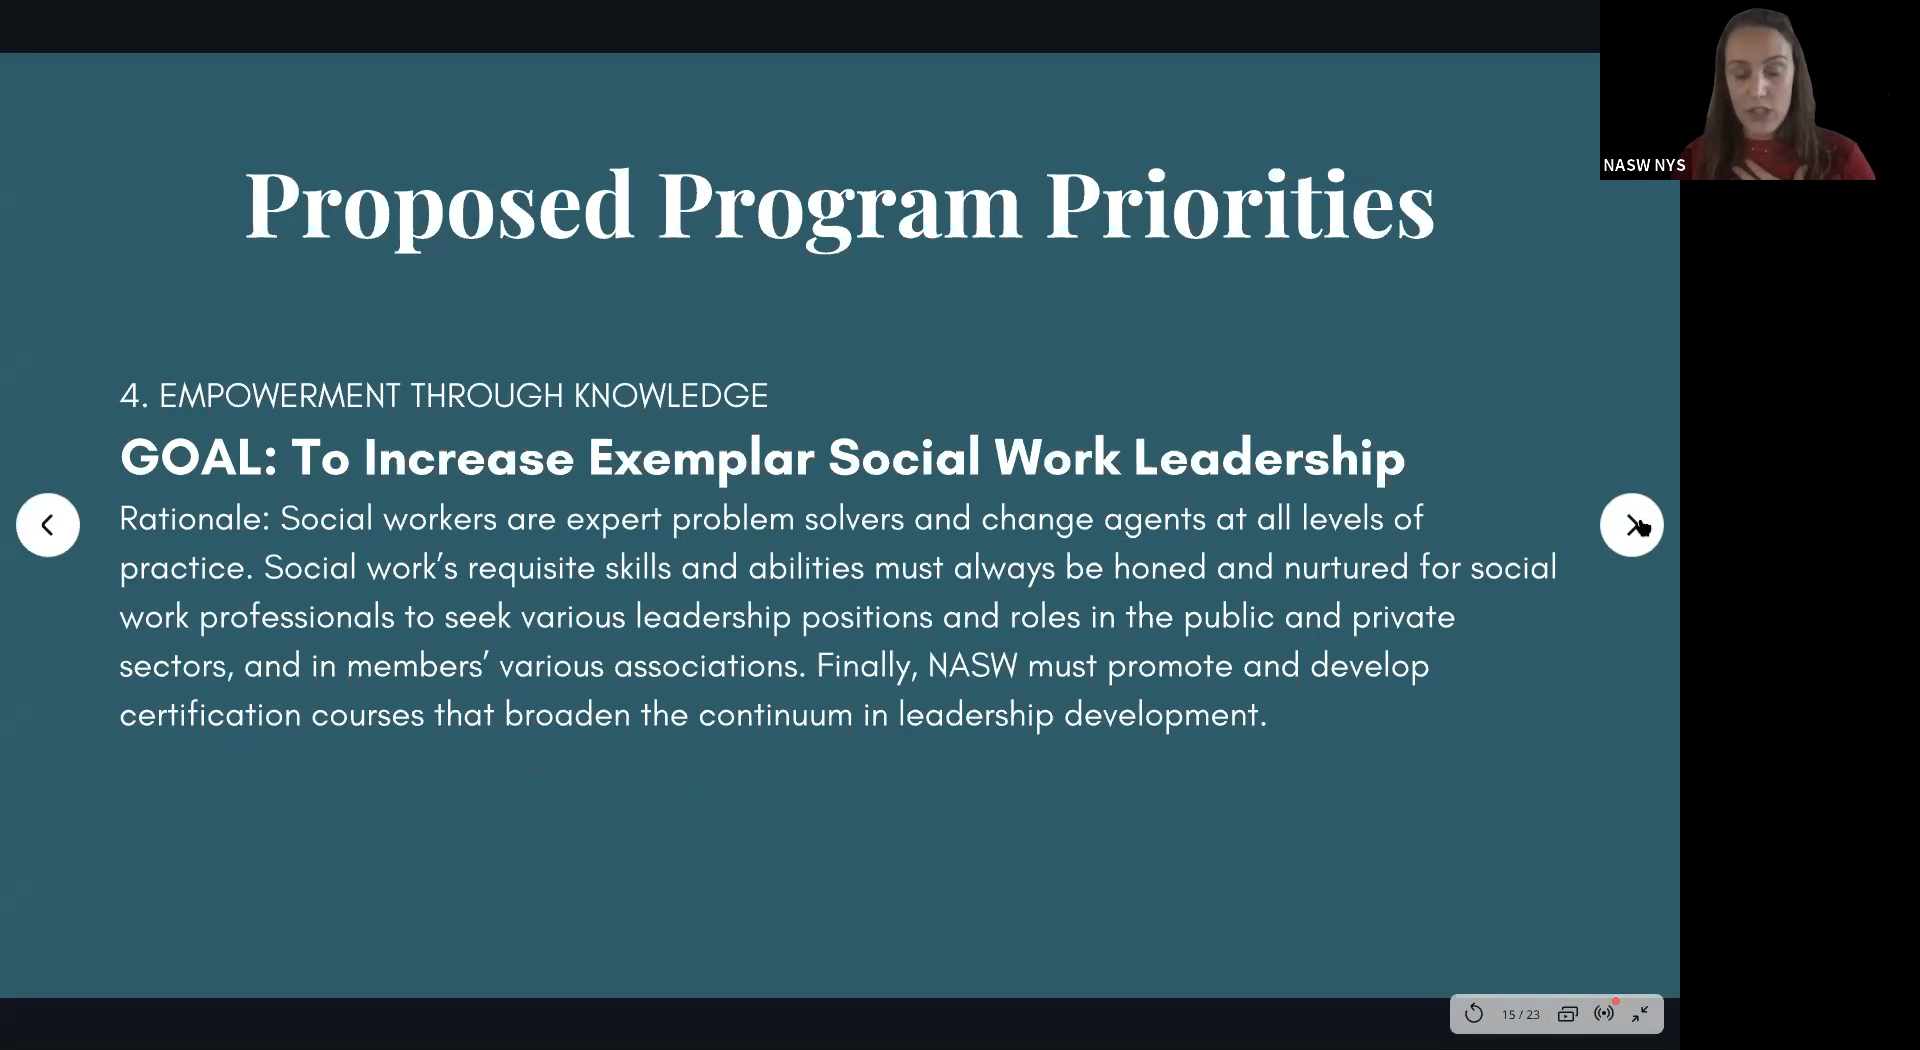 NASW NYS
Proposed Program Priorities
4. EMPOWERMENT THROUGH KNOWLEDGE
GOAL: To Increase Exemplar Social Work Leadership
Rationale: Social workers are expert problem solvers and change agents at all levels of
practice. Social work’s requisite skills and abilities must always be honed and nurtured for social
work professionals to seek various leadership positions and roles in the public and private
sectors, and in members’ various associations. Finally, NASW must promote and develop
certification courses that broaden the continuum in leadership development.
15 / 23